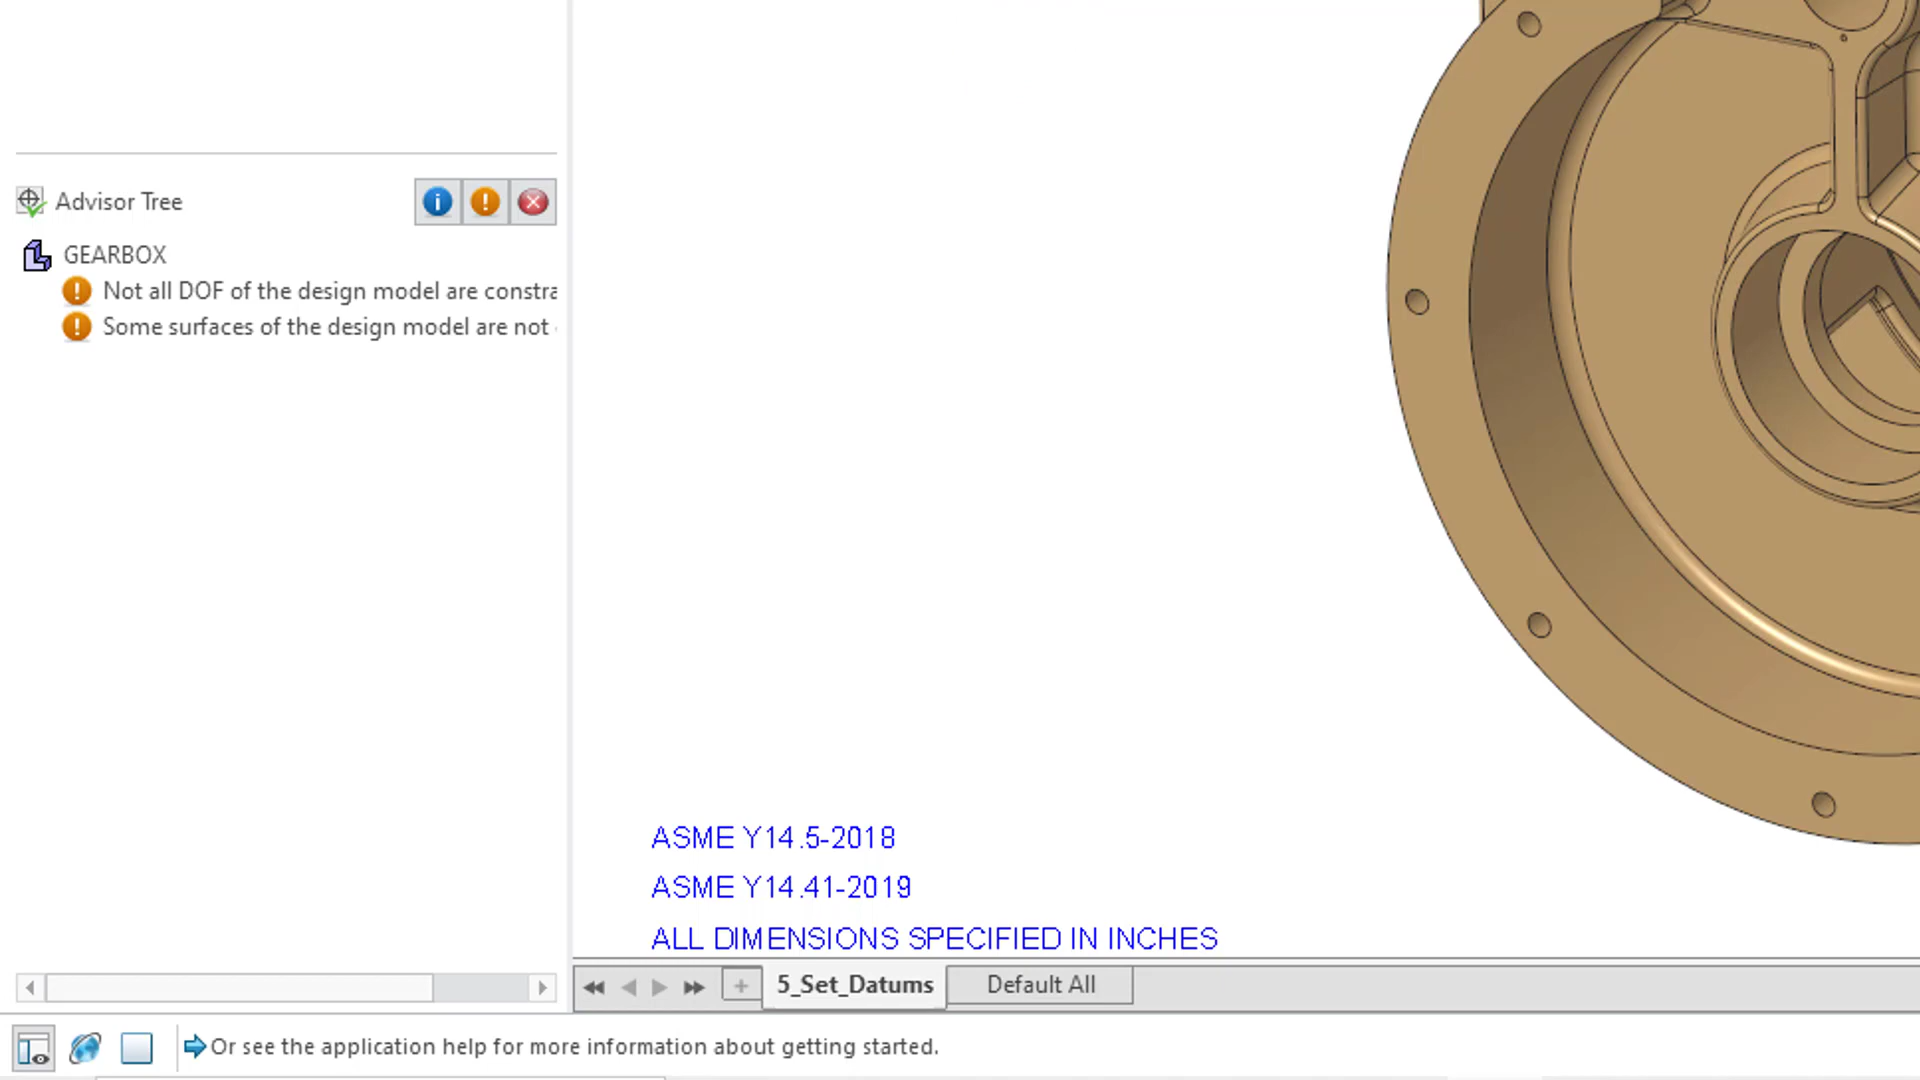 Advisor Tree
GEARBOX
Not all DOF of the design model are constra
Some surfaces of the design model are not
ASME Y14.5-2018
ASME Y14.41-2019
ALL DIMENSIONS SPECIFIED IN INCHES
5_Set_Datums
Default All
Or see the application help for more information about getting started.